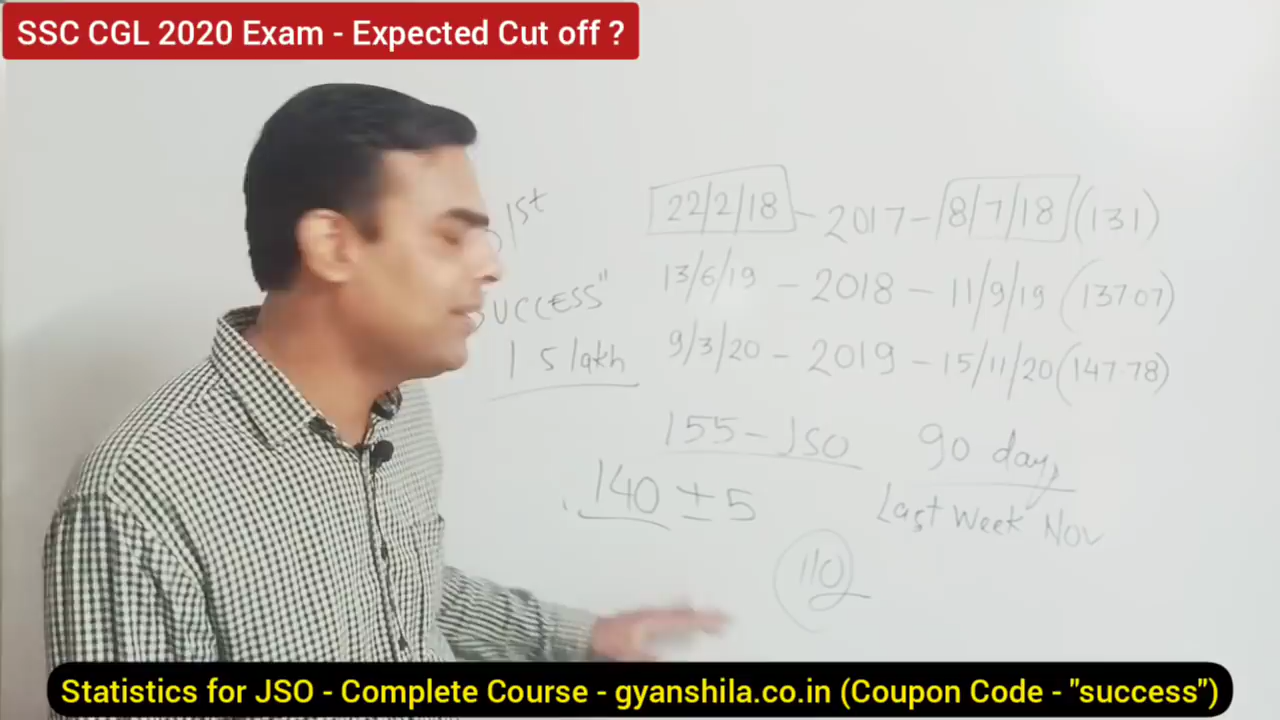 SSC CGL 2020 Exam - Expected Cut off ?
1st
22/2/18 - 2017 - 8/7/18 (131)
UCCESS"
13/6/19 - 2018 - 11/9/19 (137.07)
1 5 lakh
9/3/20 - 2019 - 15/11/20 (147.78)
155 - JSO
90 days
140 ± 5
Last Week Nov
110
Statistics for JSO - Complete Course - gyanshila.co.in (Coupon Code - "success")